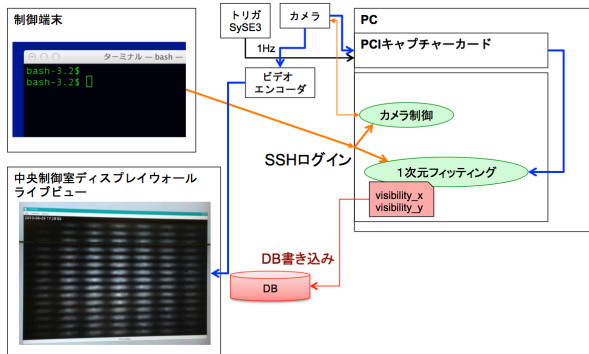 制御端末
ターミナル — bash —
bash-3.2$
bash-3.2$
トリガ
SySE3
カメラ
1Hz
ビデオ
エンコーダ
PC
PCIキャプチャーカード
カメラ制御
SSHログイン
1次元フィッティング
visibility_x
visibility_y
DB書き込み
DB
中央制御室ディスプレイウォール
ライブビュー